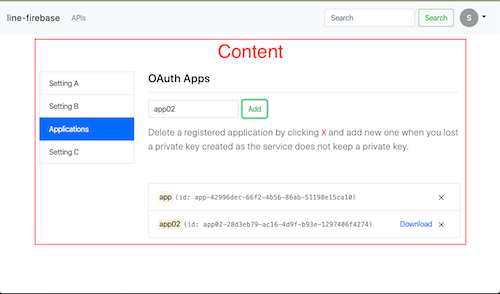 line-firebase APIs Search Search S
Content
Setting A
Setting B
Applications
Setting C
OAuth Apps
app02 Add
Delete a registered application by clicking X and add new one when you lost
a private key created as the service does not keep a private key.
app (id: app-42996dec-66f2-4b56-86ab-51198e15ca10) ×
app02 (id: app02-28d3eb79-ac16-4d9f-b93e-1297406f4274) Download ×